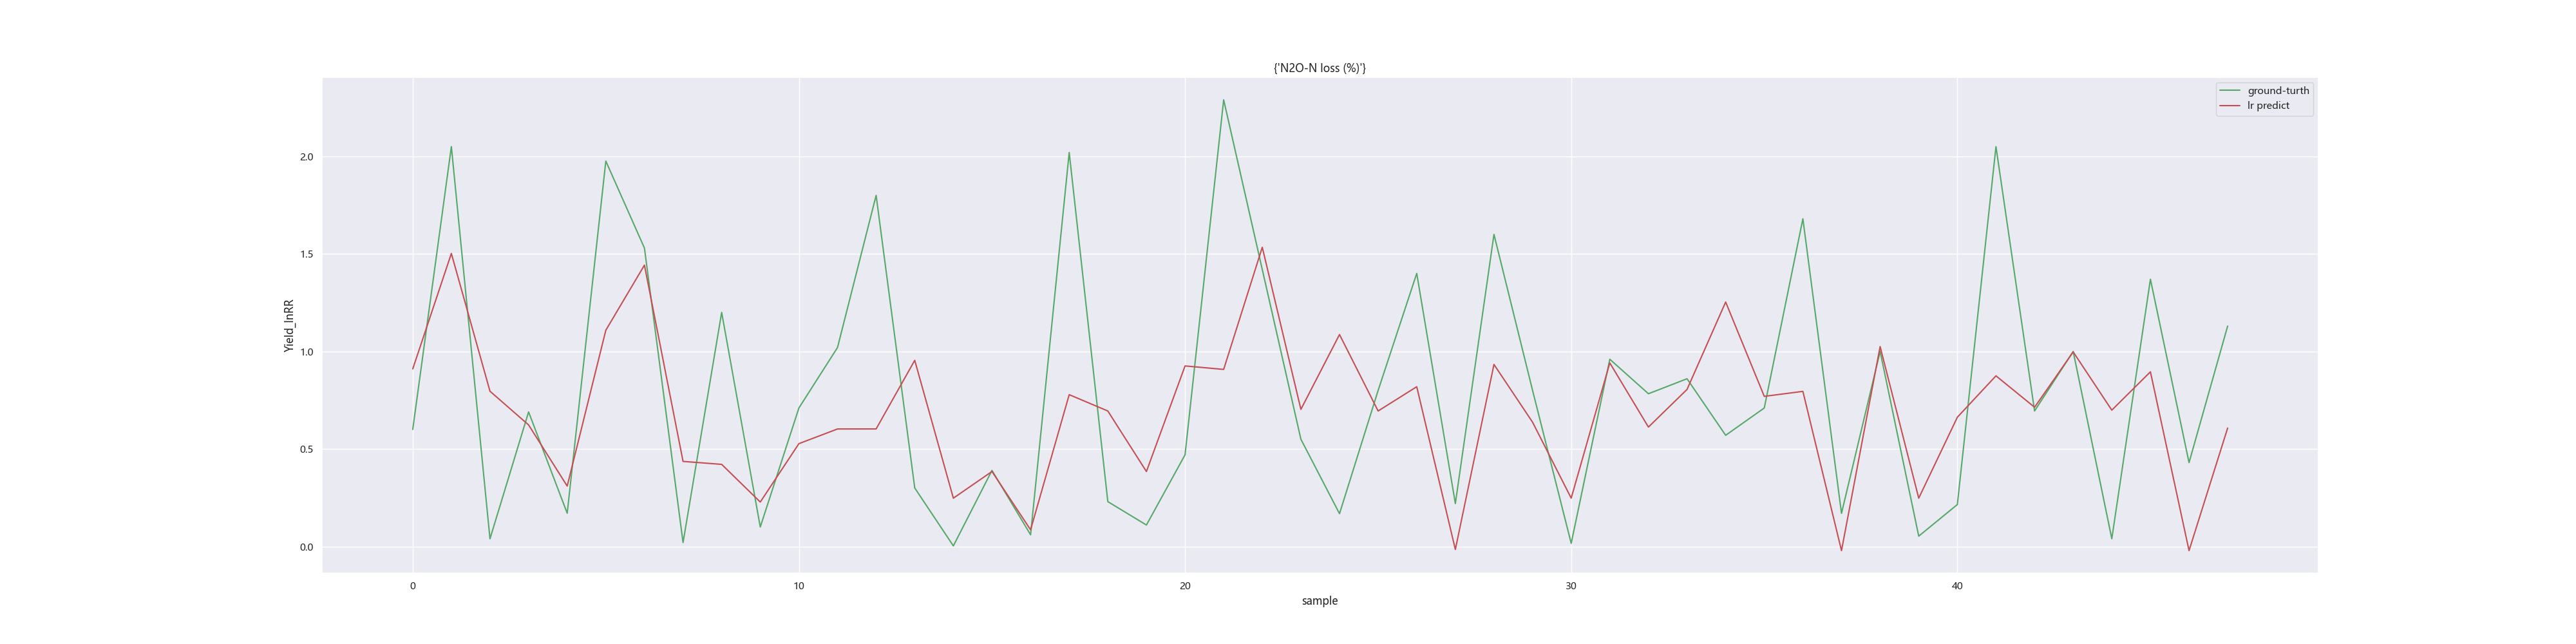 {'N2O-N loss (%)'}
ground-turth
lr predict
Yield_lnRR
2.0
1.5
1.0
0.5
0.0
0 10 20 30 40
sample